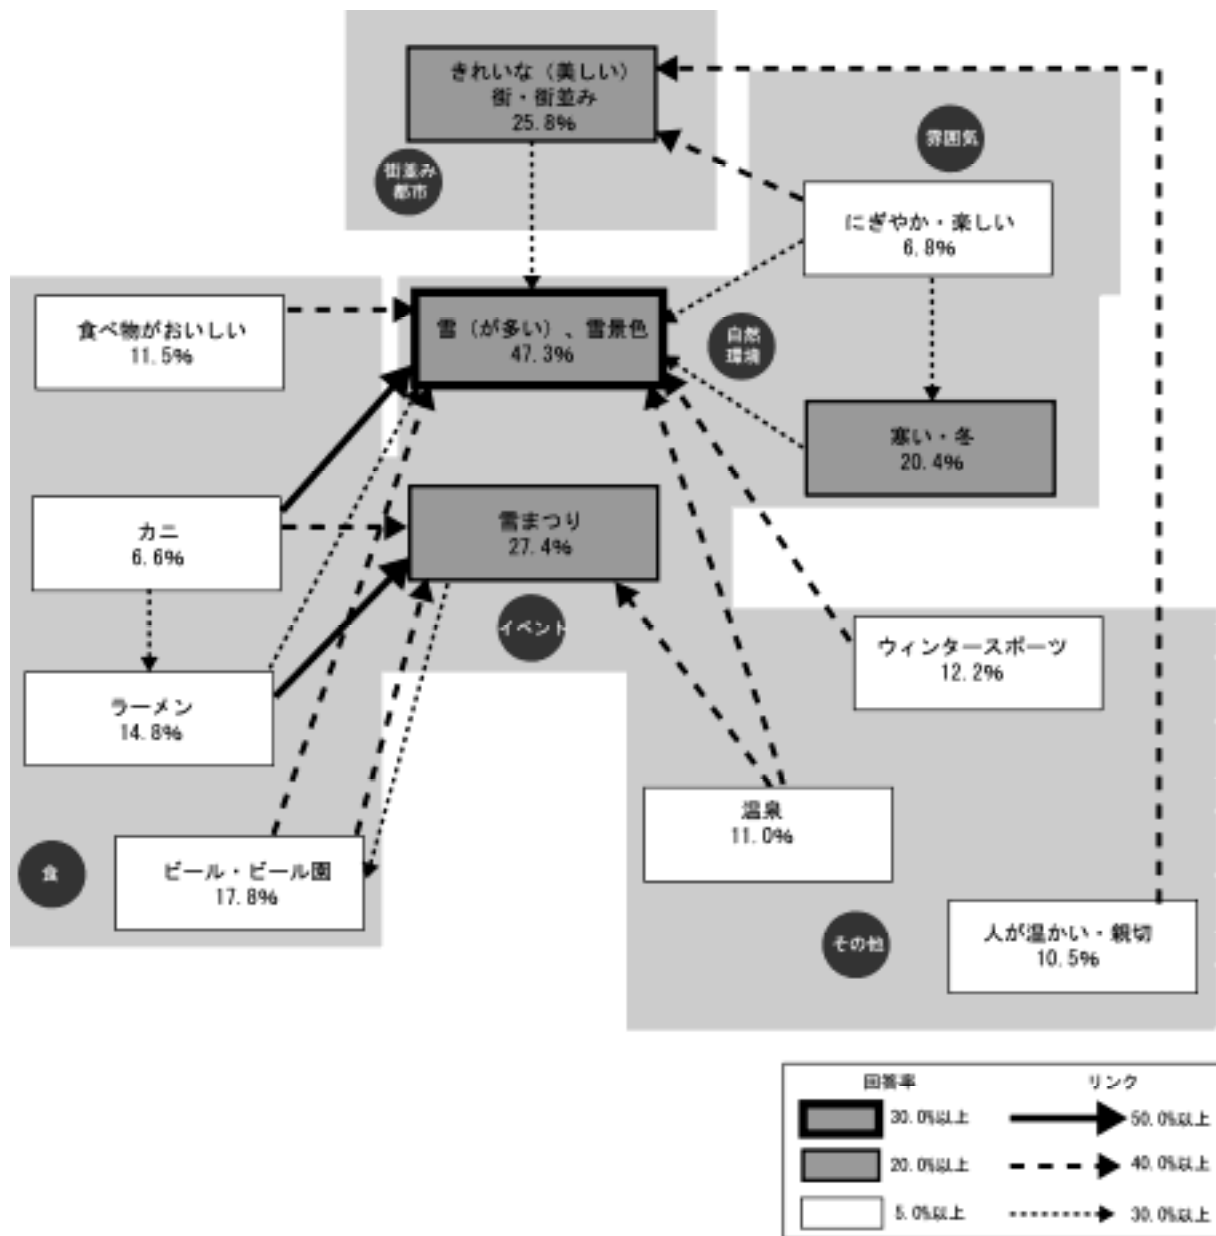 きれいな（美しい）
街・街並み
25.8%
街並み
都市
雰囲気
にぎやか・楽しい
6.8%
食べ物がおいしい
11.5%
雪（が多い）、雪景色
47.3%
自然
環境
寒い・冬
20.4%
カニ
6.6%
雪まつり
27.4%
イベント
ウィンタースポーツ
12.2%
ラーメン
14.8%
温泉
11.0%
食
ビール・ビール園
17.8%
その他
人が温かい・親切
10.5%
回答率
リンク
30.0%以上
50.0%以上
20.0%以上
40.0%以上
5.0%以上
30.0%以上